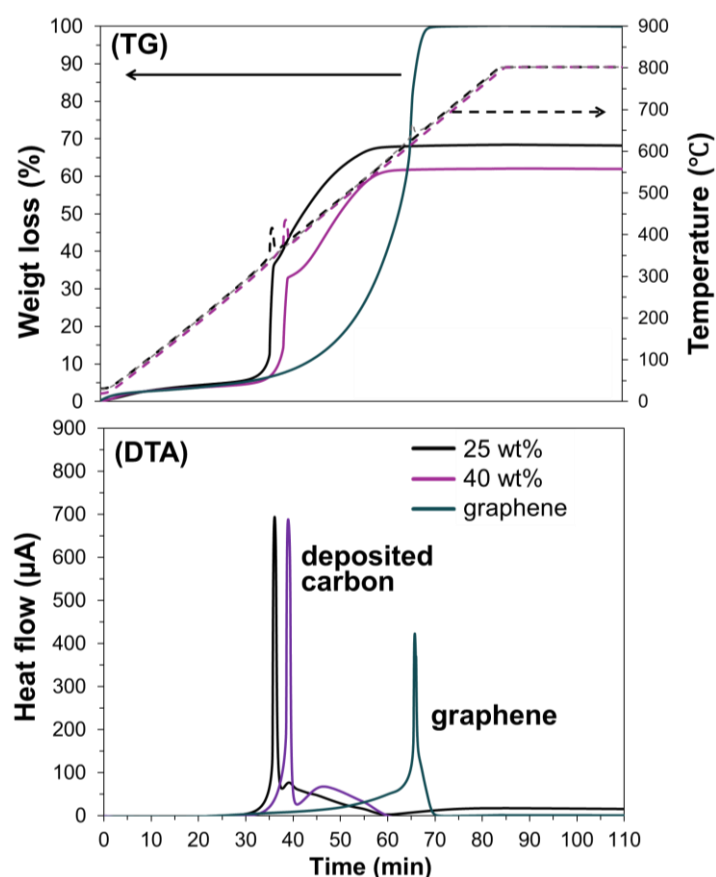 (TG)
Weigt loss (%)
100
90
80
70
60
50
40
30
20
10
0
Temperature (℃)
900
800
700
600
500
400
300
200
100
0
(DTA)
25 wt%
40 wt%
graphene
deposited
carbon
graphene
Heat flow (µA)
900
800
700
600
500
400
300
200
100
0
0 10 20 30 40 50 60 70 80 90 100 110
Time (min)